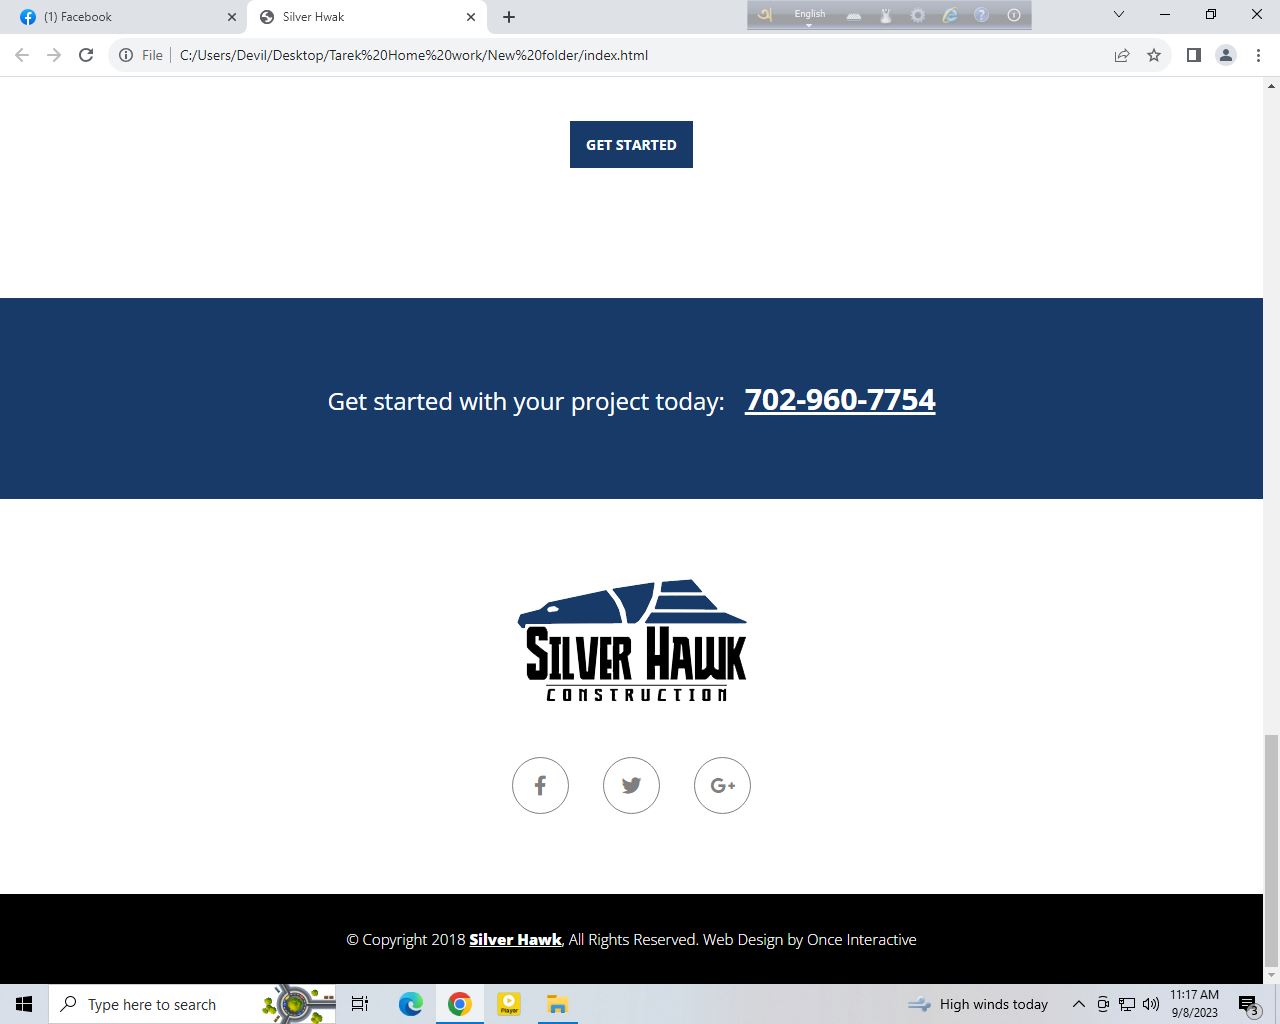 (1) Facebook
Silver Hwak
অ English
File C:/Users/Devil/Desktop/Tarek%20Home%20work/New%20folder/index.html
GET STARTED
Get started with your project today: 702-960-7754
SILVER HAWK
CONSTRUCTION
G+
© Copyright 2018 Silver Hawk, All Rights Reserved. Web Design by Once Interactive
Type here to search
Player
High winds today
11:17 AM
9/8/2023
3